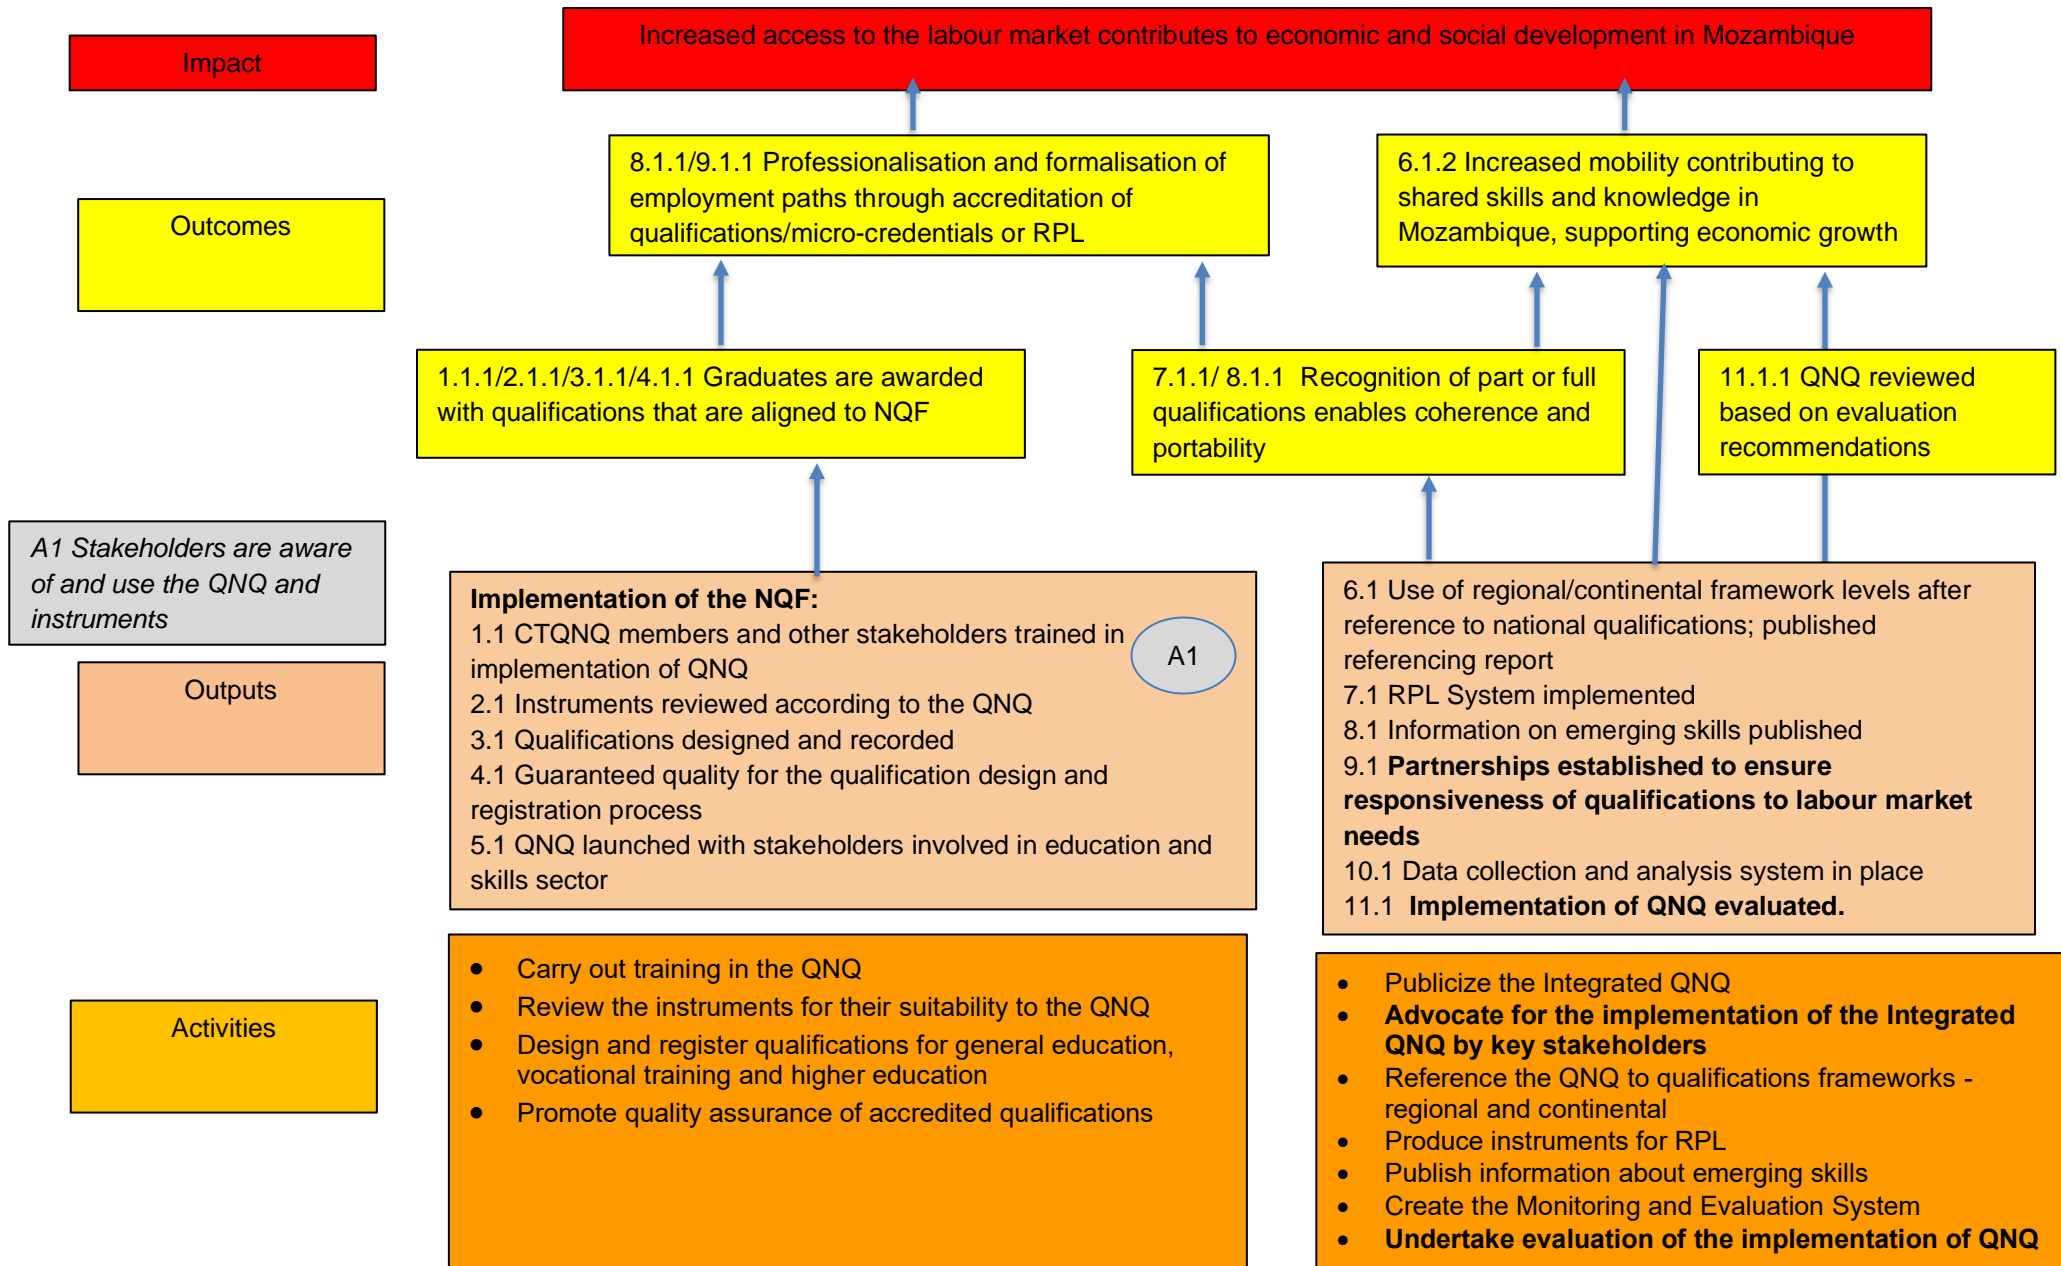 Impact
Increased access to the labour market contributes to economic and social development in Mozambique
Outcomes
8.1.1/9.1.1 Professionalisation and formalisation of
employment paths through accreditation of
qualifications/micro-credentials or RPL
6.1.2 Increased mobility contributing to
shared skills and knowledge in
Mozambique, supporting economic growth
1.1.1/2.1.1/3.1.1/4.1.1 Graduates are awarded
with qualifications that are aligned to NQF
7.1.1/ 8.1.1  Recognition of part or full
qualifications enables coherence and
portability
11.1.1 QNQ reviewed
based on evaluation
recommendations
A1 Stakeholders are aware
of and use the QNQ and
instruments
Outputs
Implementation of the NQF:
1.1 CTQNQ members and other stakeholders trained in
implementation of QNQ
2.1 Instruments reviewed according to the QNQ
3.1 Qualifications designed and recorded
4.1 Guaranteed quality for the qualification design and
registration process
5.1 QNQ launched with stakeholders involved in education and
skills sector
A1
6.1 Use of regional/continental framework levels after
reference to national qualifications; published
referencing report
7.1 RPL System implemented
8.1 Information on emerging skills published
9.1 Partnerships established to ensure
responsiveness of qualifications to labour market
needs
10.1 Data collection and analysis system in place
11.1  Implementation of QNQ evaluated.
Activities
• Carry out training in the QNQ
• Review the instruments for their suitability to the QNQ
• Design and register qualifications for general education,
vocational training and higher education
• Promote quality assurance of accredited qualifications
• Publicize the Integrated QNQ
• Advocate for the implementation of the Integrated
QNQ by key stakeholders
• Reference the QNQ to qualifications frameworks -
regional and continental
• Produce instruments for RPL
• Publish information about emerging skills
• Create the Monitoring and Evaluation System
• Undertake evaluation of the implementation of QNQ